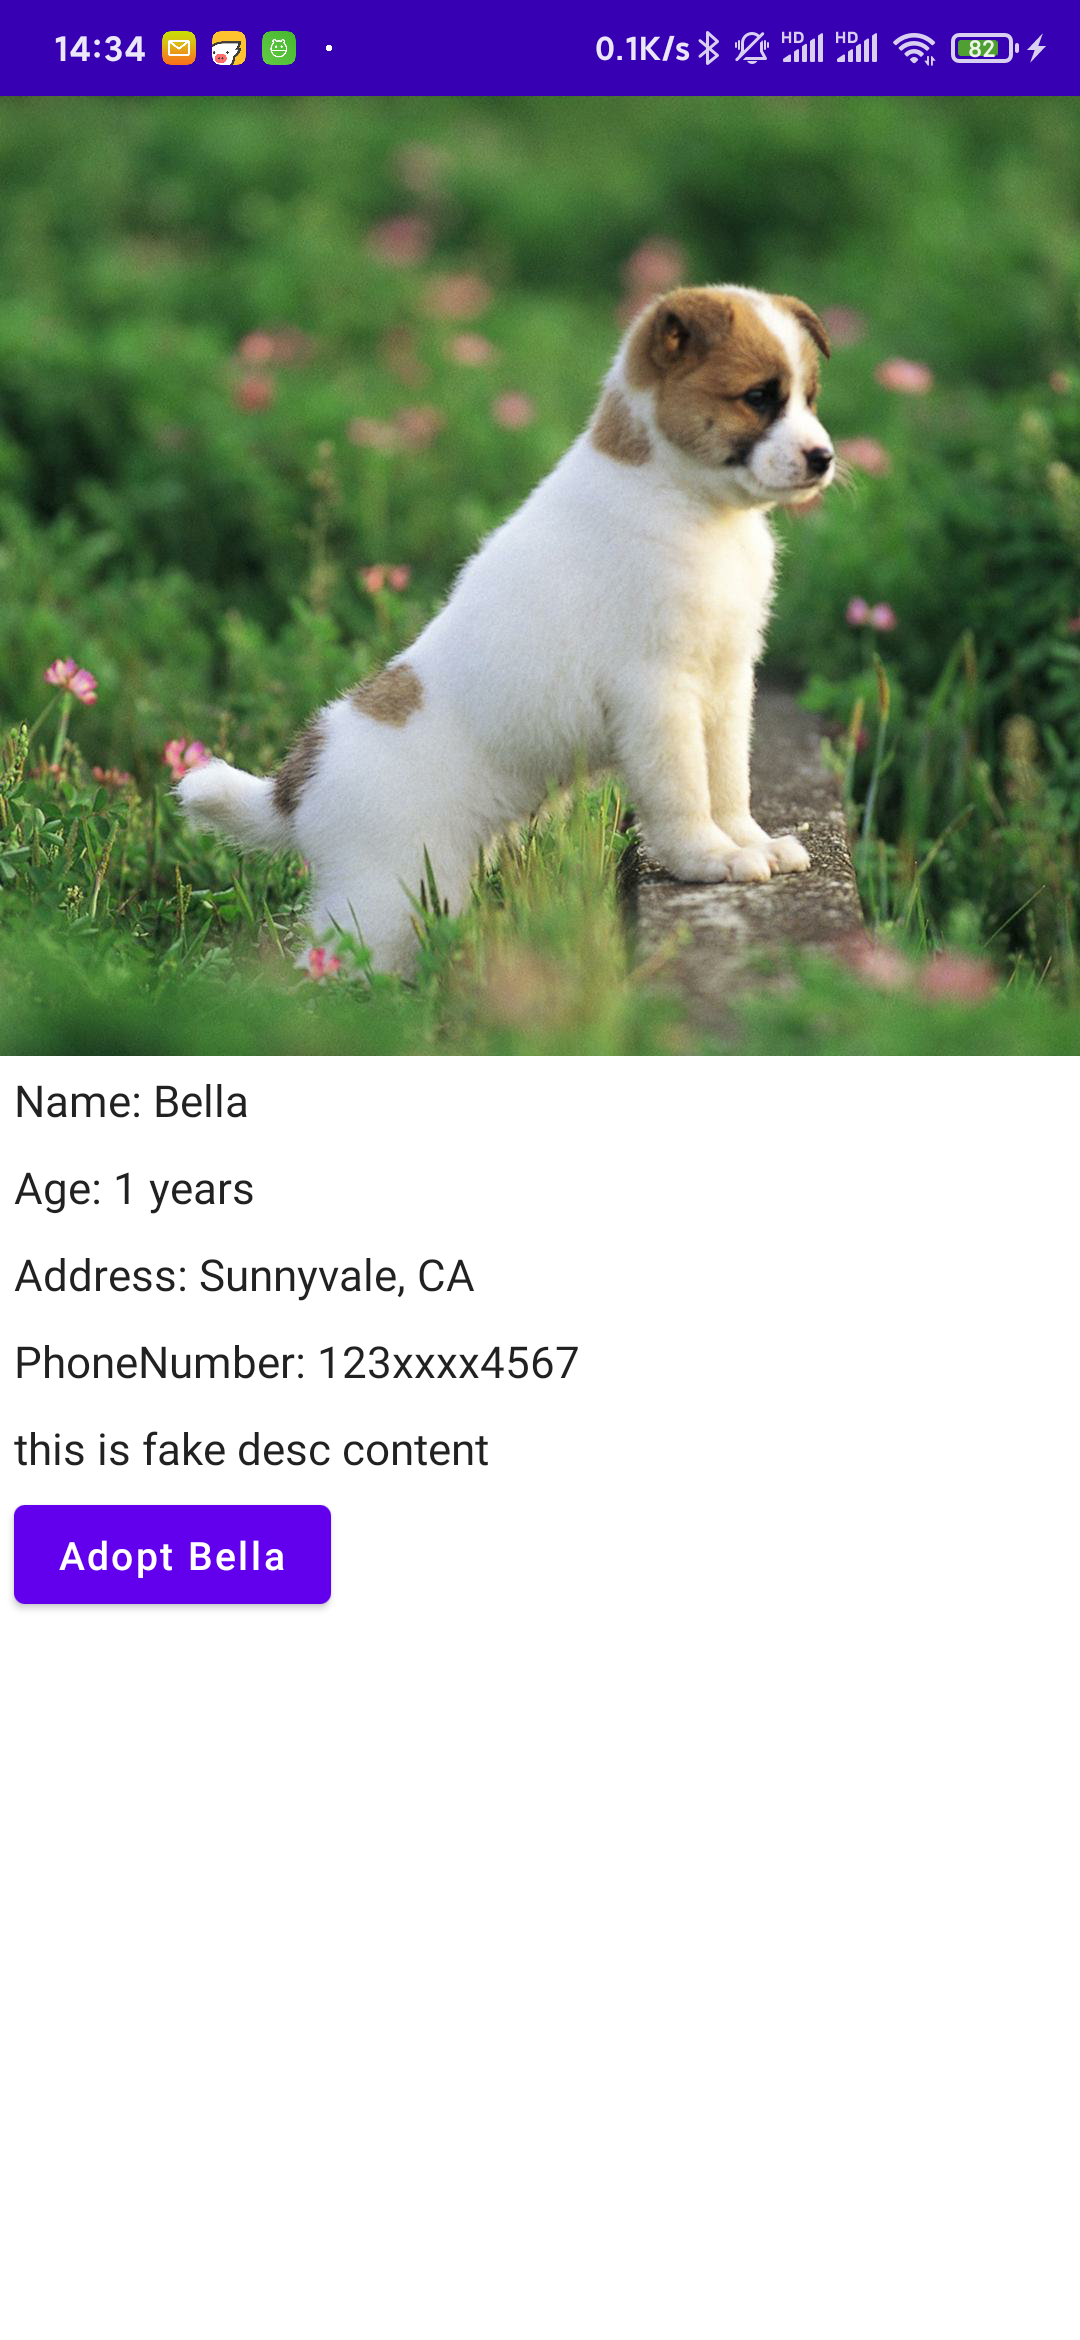 14:34 0.1K/s HD HD 82
Name: Bella
Age: 1 years
Address: Sunnyvale, CA
PhoneNumber: 123xxxx4567
this is fake desc content
Adopt Bella